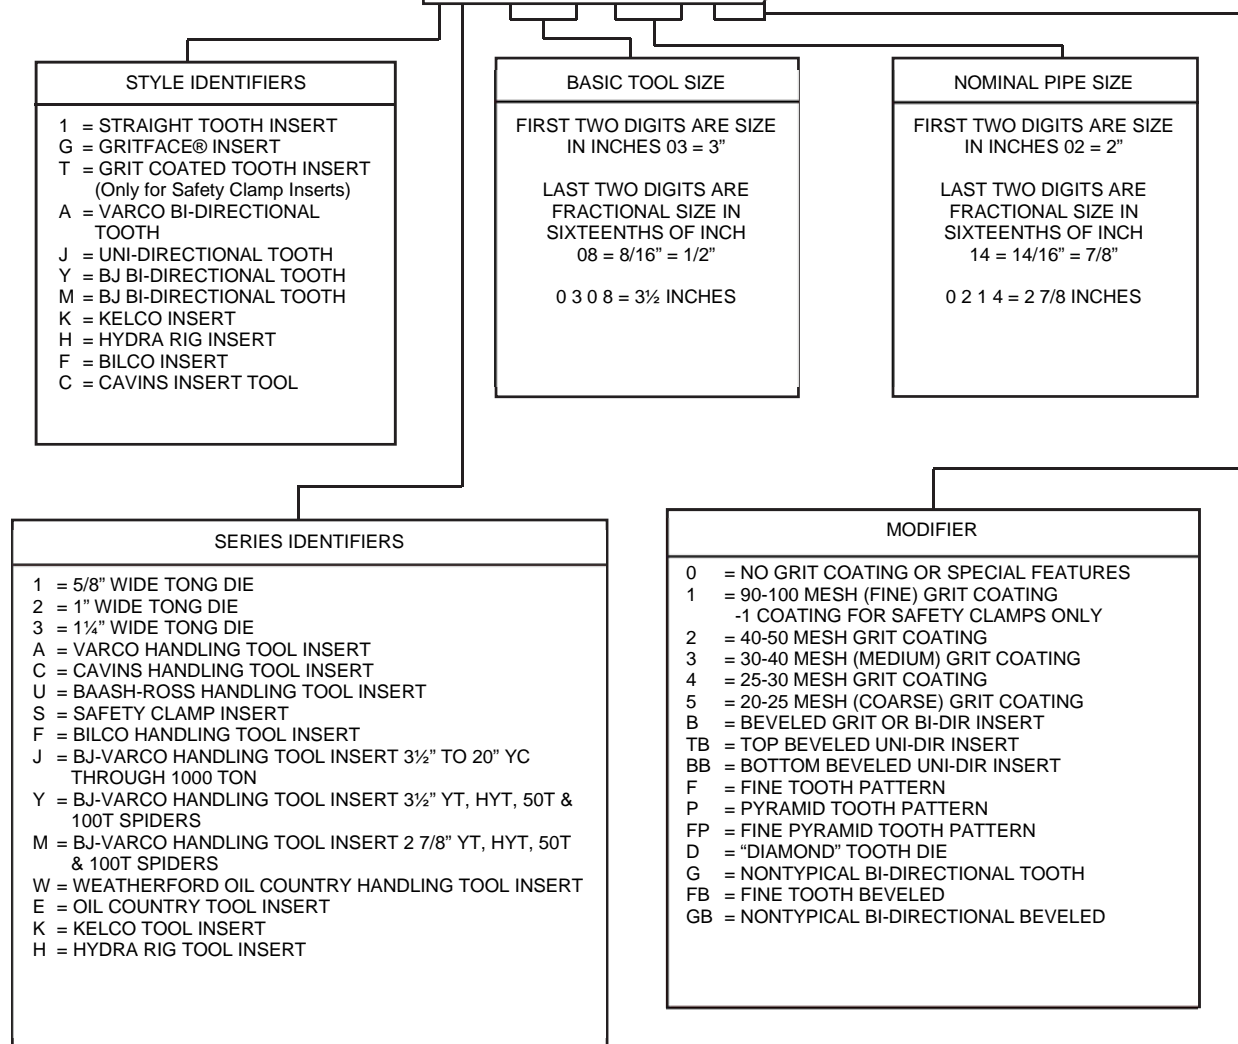 STYLE IDENTIFIERS
1 = STRAIGHT TOOTH INSERT
G = GRITFACE® INSERT
T = GRIT COATED TOOTH INSERT
(Only for Safety Clamp Inserts)
A = VARCO BI-DIRECTIONAL
TOOTH
J = UNI-DIRECTIONAL TOOTH
Y = BJ BI-DIRECTIONAL TOOTH
M = BJ BI-DIRECTIONAL TOOTH
K = KELCO INSERT
H = HYDRA RIG INSERT
F = BILCO INSERT
C = CAVINS INSERT TOOL
BASIC TOOL SIZE
FIRST TWO DIGITS ARE SIZE
IN INCHES 03 = 3”
LAST TWO DIGITS ARE
FRACTIONAL SIZE IN
SIXTEENTHS OF INCH
08 = 8/16” = 1/2”
0 3 0 8 = 3½ INCHES
NOMINAL PIPE SIZE
FIRST TWO DIGITS ARE SIZE
IN INCHES 02 = 2”
LAST TWO DIGITS ARE
FRACTIONAL SIZE IN
SIXTEENTHS OF INCH
14 = 14/16” = 7/8”
0 2 1 4 = 2 7/8 INCHES
SERIES IDENTIFIERS
1 = 5/8” WIDE TONG DIE
2 = 1” WIDE TONG DIE
3 = 1¼” WIDE TONG DIE
A = VARCO HANDLING TOOL INSERT
C = CAVINS HANDLING TOOL INSERT
U = BAASH-ROSS HANDLING TOOL INSERT
S = SAFETY CLAMP INSERT
F = BILCO HANDLING TOOL INSERT
J = BJ-VARCO HANDLING TOOL INSERT 3½” TO 20” YC
THROUGH 1000 TON
Y = BJ-VARCO HANDLING TOOL INSERT 3½” YT, HYT, 50T &
100T SPIDERS
M = BJ-VARCO HANDLING TOOL INSERT 2 7/8” YT, HYT, 50T
& 100T SPIDERS
W = WEATHERFORD OIL COUNTRY HANDLING TOOL INSERT
E = OIL COUNTRY TOOL INSERT
K = KELCO TOOL INSERT
H = HYDRA RIG TOOL INSERT
MODIFIER
0 = NO GRIT COATING OR SPECIAL FEATURES
1 = 90-100 MESH (FINE) GRIT COATING
-1 COATING FOR SAFETY CLAMPS ONLY
2 = 40-50 MESH GRIT COATING
3 = 30-40 MESH (MEDIUM) GRIT COATING
4 = 25-30 MESH GRIT COATING
5 = 20-25 MESH (COARSE) GRIT COATING
B = BEVELED GRIT OR BI-DIR INSERT
TB = TOP BEVELED UNI-DIR INSERT
BB = BOTTOM BEVELED UNI-DIR INSERT
F = FINE TOOTH PATTERN
P = PYRAMID TOOTH PATTERN
FP = FINE PYRAMID TOOTH PATTERN
D = “DIAMOND” TOOTH DIE
G = NONTYPICAL BI-DIRECTIONAL TOOTH
FB = FINE TOOTH BEVELED
GB = NONTYPICAL BI-DIRECTIONAL BEVELED